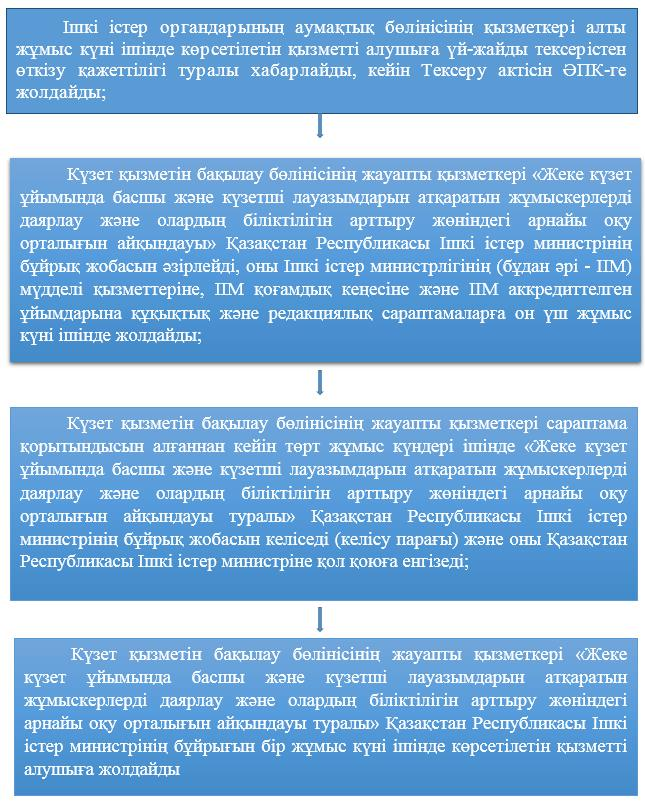 Ішкі істер органдарының аумақтық бөлінісінің қызметкері алты
жұмыс күні ішінде көрсетілетін қызметті алушыға үй-жайды тексерістен
өткізу қажеттілігі туралы хабарлайды, кейін Тексеру актісін ӘПК-ге
жолдайды;
Күзет қызметін бақылау бөлінісінің жауапты қызметкері «Жеке күзет
ұйымында басшы және күзетші лауазымдарын атқаратын жұмыскерлерді
даярлау және олардың біліктілігін арттыру жөніндегі арнайы оқу
орталығын айқындауы» Қазақстан Республикасы Ішкі істер министрінің
бұйрық жобасын әзірлейді, оны Ішкі істер министрлігінің (бұдан әрі - ІІМ)
мүдделі қызметтеріне, ІІМ қоғамдық кеңесіне және ІІМ аккредиттелген
ұйымдарына құқықтық және редакциялық сараптамаларға он үш жұмыс
күні ішінде жолдайды;
Күзет қызметін бақылау бөлінісінің жауапты қызметкері сараптама
қорытындысын алғаннан кейін төрт жұмыс күндері ішінде «Жеке күзет
ұйымында басшы және күзетші лауазымдарын атқаратын жұмыскерлерді
даярлау және олардың біліктілігін арттыру жөніндегі арнайы оқу
орталығын айқындауы туралы» Қазақстан Республикасы Ішкі істер
министрінің бұйрық жобасын келіседі (келісу парағы) және оны Қазақстан
Республикасы Ішкі істер министріне қол қоюға енгізеді;
Күзет қызметін бақылау бөлінісінің жауапты қызметкері «Жеке
күзет ұйымында басшы және күзетші лауазымдарын атқаратын
жұмыскерлерді даярлау және олардың біліктілігін арттыру жөніндегі
арнайы оқу орталығын айқындауы туралы» Қазақстан Республикасы Ішкі
істер министрінің бұйрығын бір жұмыс күні ішінде көрсетілетін қызметті
алушыға жолдайды